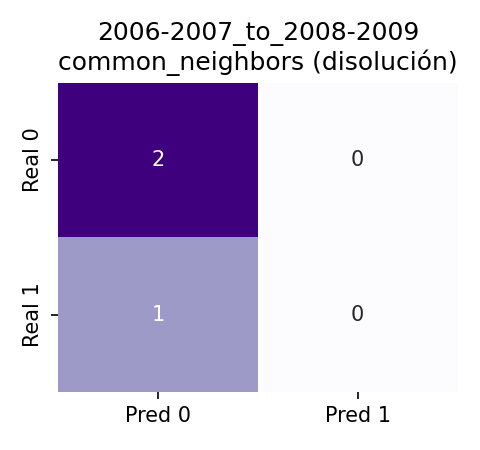 2006-2007_to_2008-2009
common_neighbors (disolución)
Real 0
2
0
Real 1
1
0
Pred 0
Pred 1